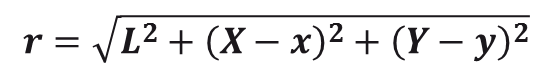 r = √L² + (X − x)² + (Y − y)²